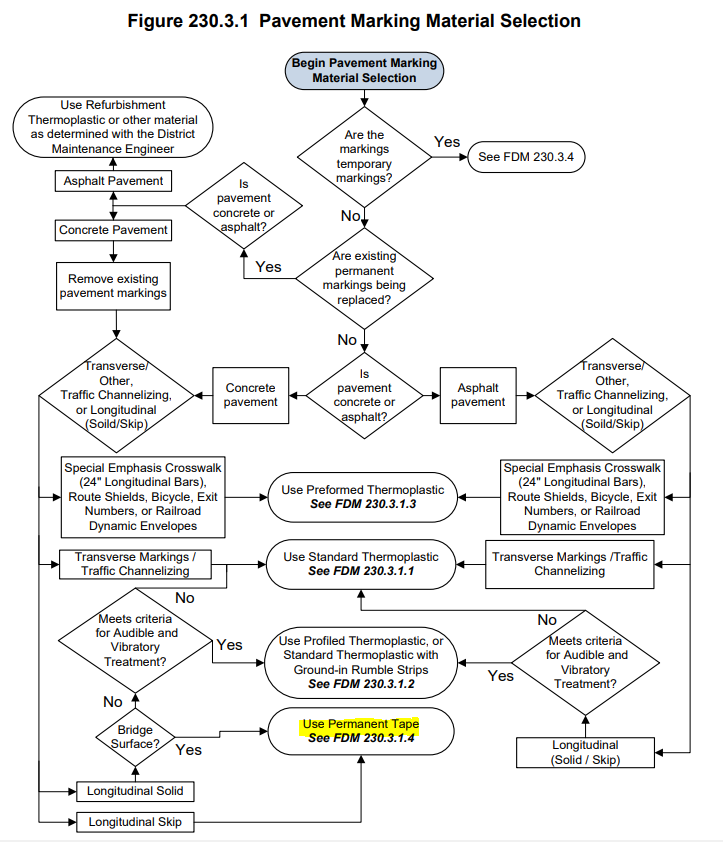 Figure 230.3.1 Pavement Marking Material Selection
Begin Pavement Marking
Material Selection
Use Refurbishment
Thermoplastic or other material
as determined with the District
Maintenance Engineer
Are the
markings
temporary
markings?
Yes
See FDM 230.3.4
Asphalt Pavement
Is
pavement
concrete or
asphalt?
No
Concrete Pavement
Are existing
permanent
markings being
replaced?
Yes
Remove existing
pavement markings
No
Transverse/
Other,
Traffic Channelizing,
or Longitudinal
(Soild/Skip)
Concrete
pavement
Is
pavement
concrete or
asphalt?
Asphalt
pavement
Transverse/
Other,
Traffic Channelizing,
or Longitudinal
(Soild/Skip)
Special Emphasis Crosswalk
(24" Longitudinal Bars),
Route Shields, Bicycle, Exit
Numbers, or Railroad
Dynamic Envelopes
Use Preformed Thermoplastic
See FDM 230.3.1.3
Special Emphasis Crosswalk
(24" Longitudinal Bars),
Route Shields, Bicycle, Exit
Numbers, or Railroad
Dynamic Envelopes
Transverse Markings /
Traffic Channelizing
Use Standard Thermoplastic
See FDM 230.3.1.1
Transverse Markings /Traffic
Channelizing
No
Meets criteria
for Audible and
Vibratory
Treatment?
Yes
Use Profiled Thermoplastic, or
Standard Thermoplastic with
Ground-in Rumble Strips
See FDM 230.3.1.2
No
Meets criteria
for Audible and
Vibratory
Treatment?
Yes
No
Bridge
Surface?
Yes
Use Permanent Tape
See FDM 230.3.1.4
Longitudinal
(Solid / Skip)
Longitudinal Solid
Longitudinal Skip